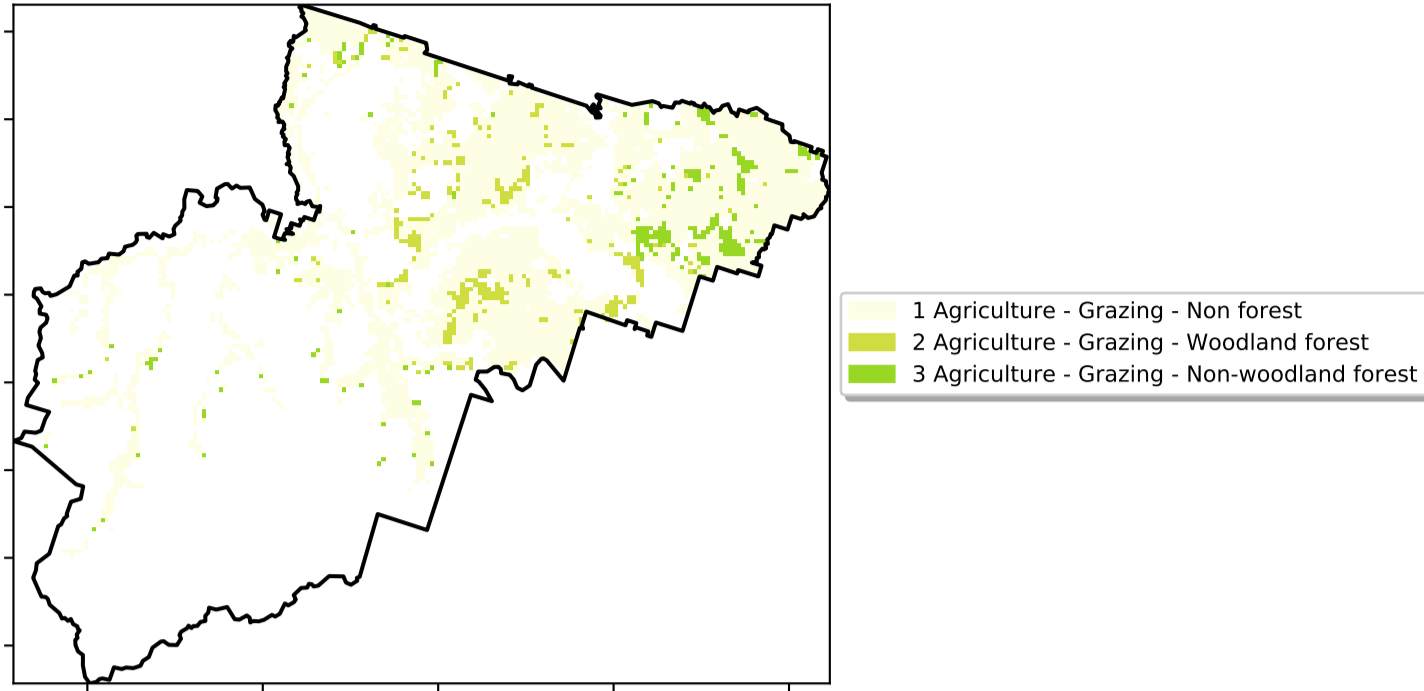 1 Agriculture - Grazing - Non forest
2 Agriculture - Grazing - Woodland forest
3 Agriculture - Grazing - Non-woodland forest